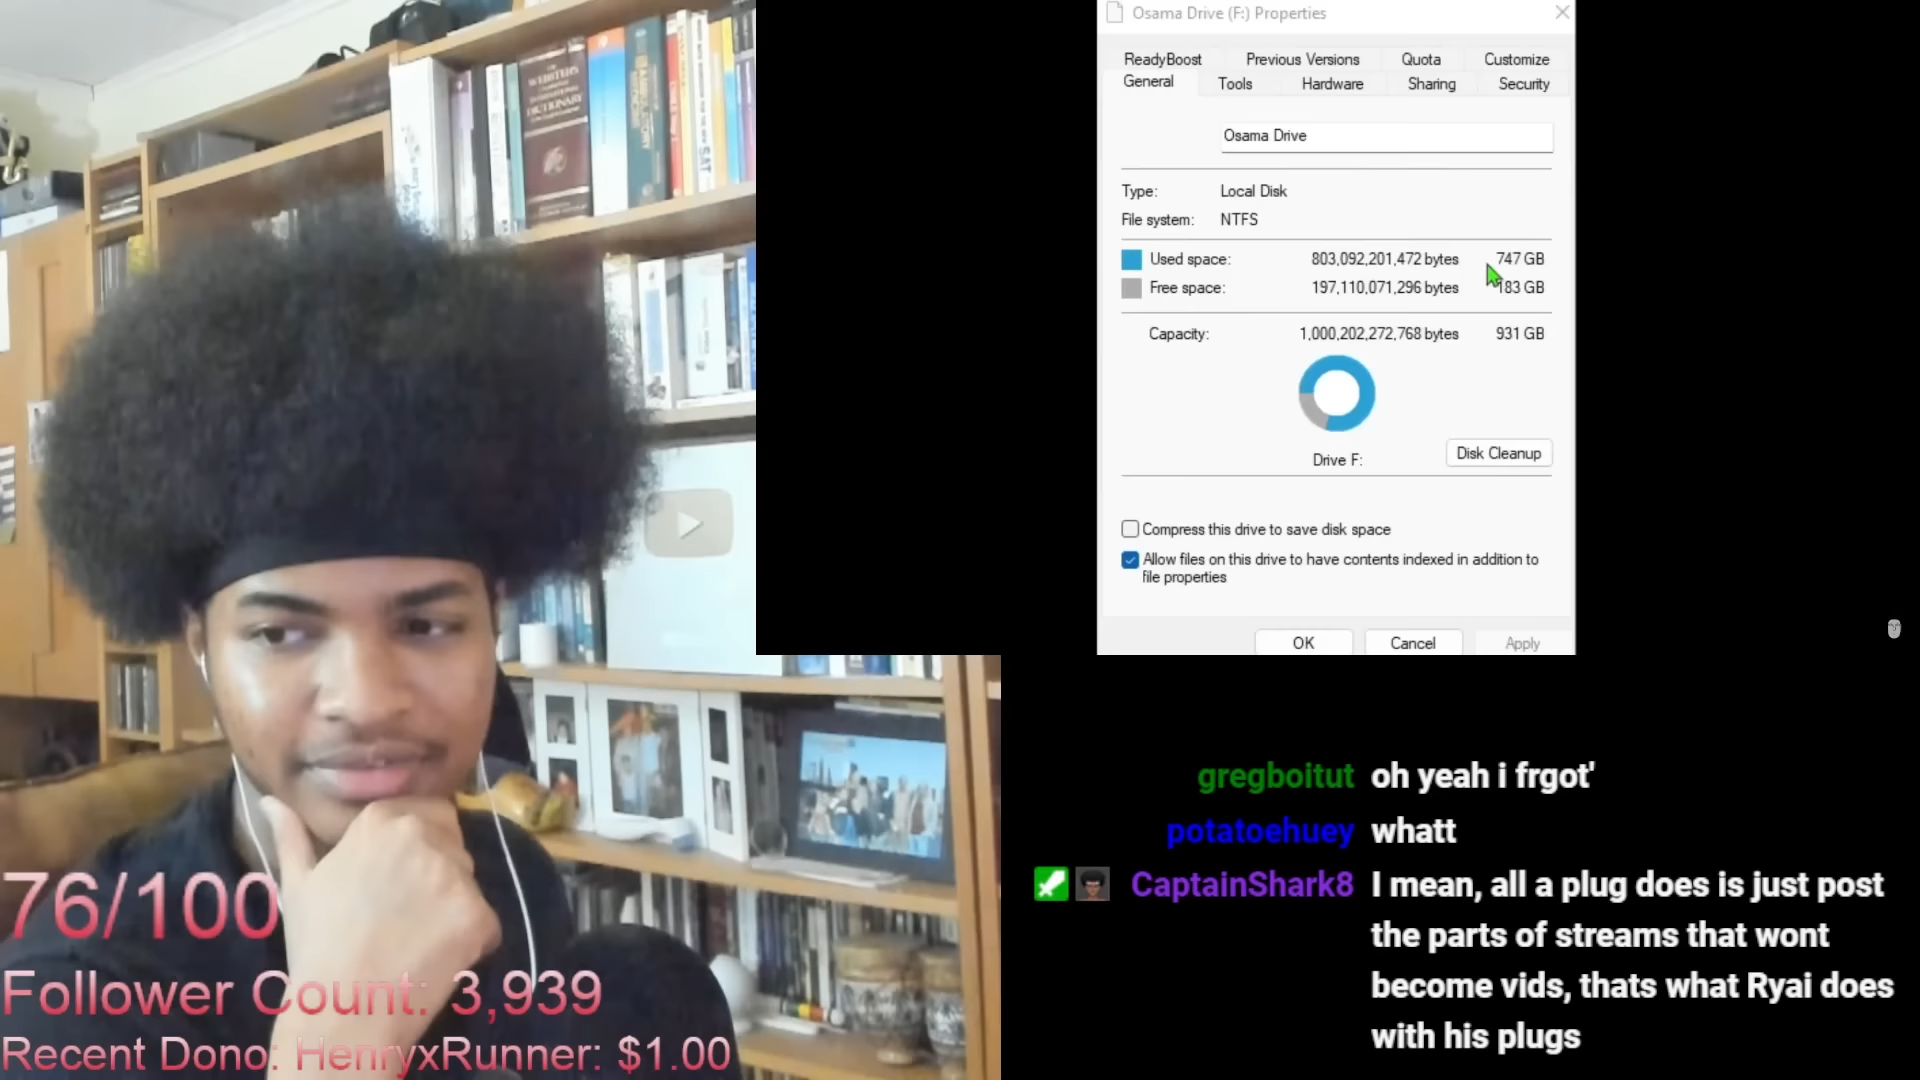 WEBSTERS
DICTIONARY
SAT
Osama Drive (F:) Properties
ReadyBoost Previous Versions Quota Customize
General Tools Hardware Sharing Security
Osama Drive
Type: Local Disk
File system: NTFS
Used space: 803,092,201,472 bytes 747 GB
Free space: 197,110,071,296 bytes 183 GB
Capacity: 1,000,202,272,768 bytes 931 GB
Drive F:
Disk Cleanup
Compress this drive to save disk space
Allow files on this drive to have contents indexed in addition to
file properties
OK Cancel Apply
gregboitut oh yeah i frgot'
potatoehuey whatt
CaptainShark8 I mean, all a plug does is just post
the parts of streams that wont
become vids, thats what Ryai does
with his plugs
76/100
Follower Count: 3,939
Recent Dono: HenryxRunner: $1.00